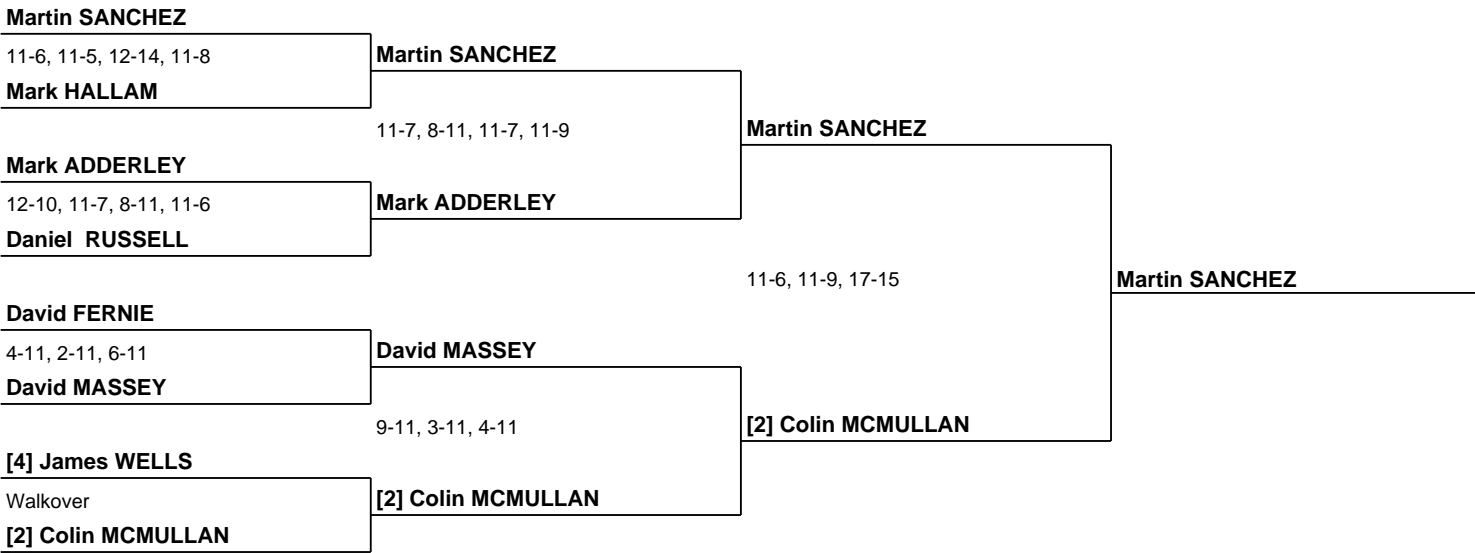 Martin SANCHEZ
11-6, 11-5, 12-14, 11-8
Martin SANCHEZ
Mark HALLAM
11-7, 8-11, 11-7, 11-9
Martin SANCHEZ
Mark ADDERLEY
12-10, 11-7, 8-11, 11-6
Mark ADDERLEY
Daniel  RUSSELL
11-6, 11-9, 17-15
Martin SANCHEZ
David FERNIE
4-11, 2-11, 6-11
David MASSEY
David MASSEY
9-11, 3-11, 4-11
[2] Colin MCMULLAN
[4] James WELLS
Walkover
[2] Colin MCMULLAN
[2] Colin MCMULLAN